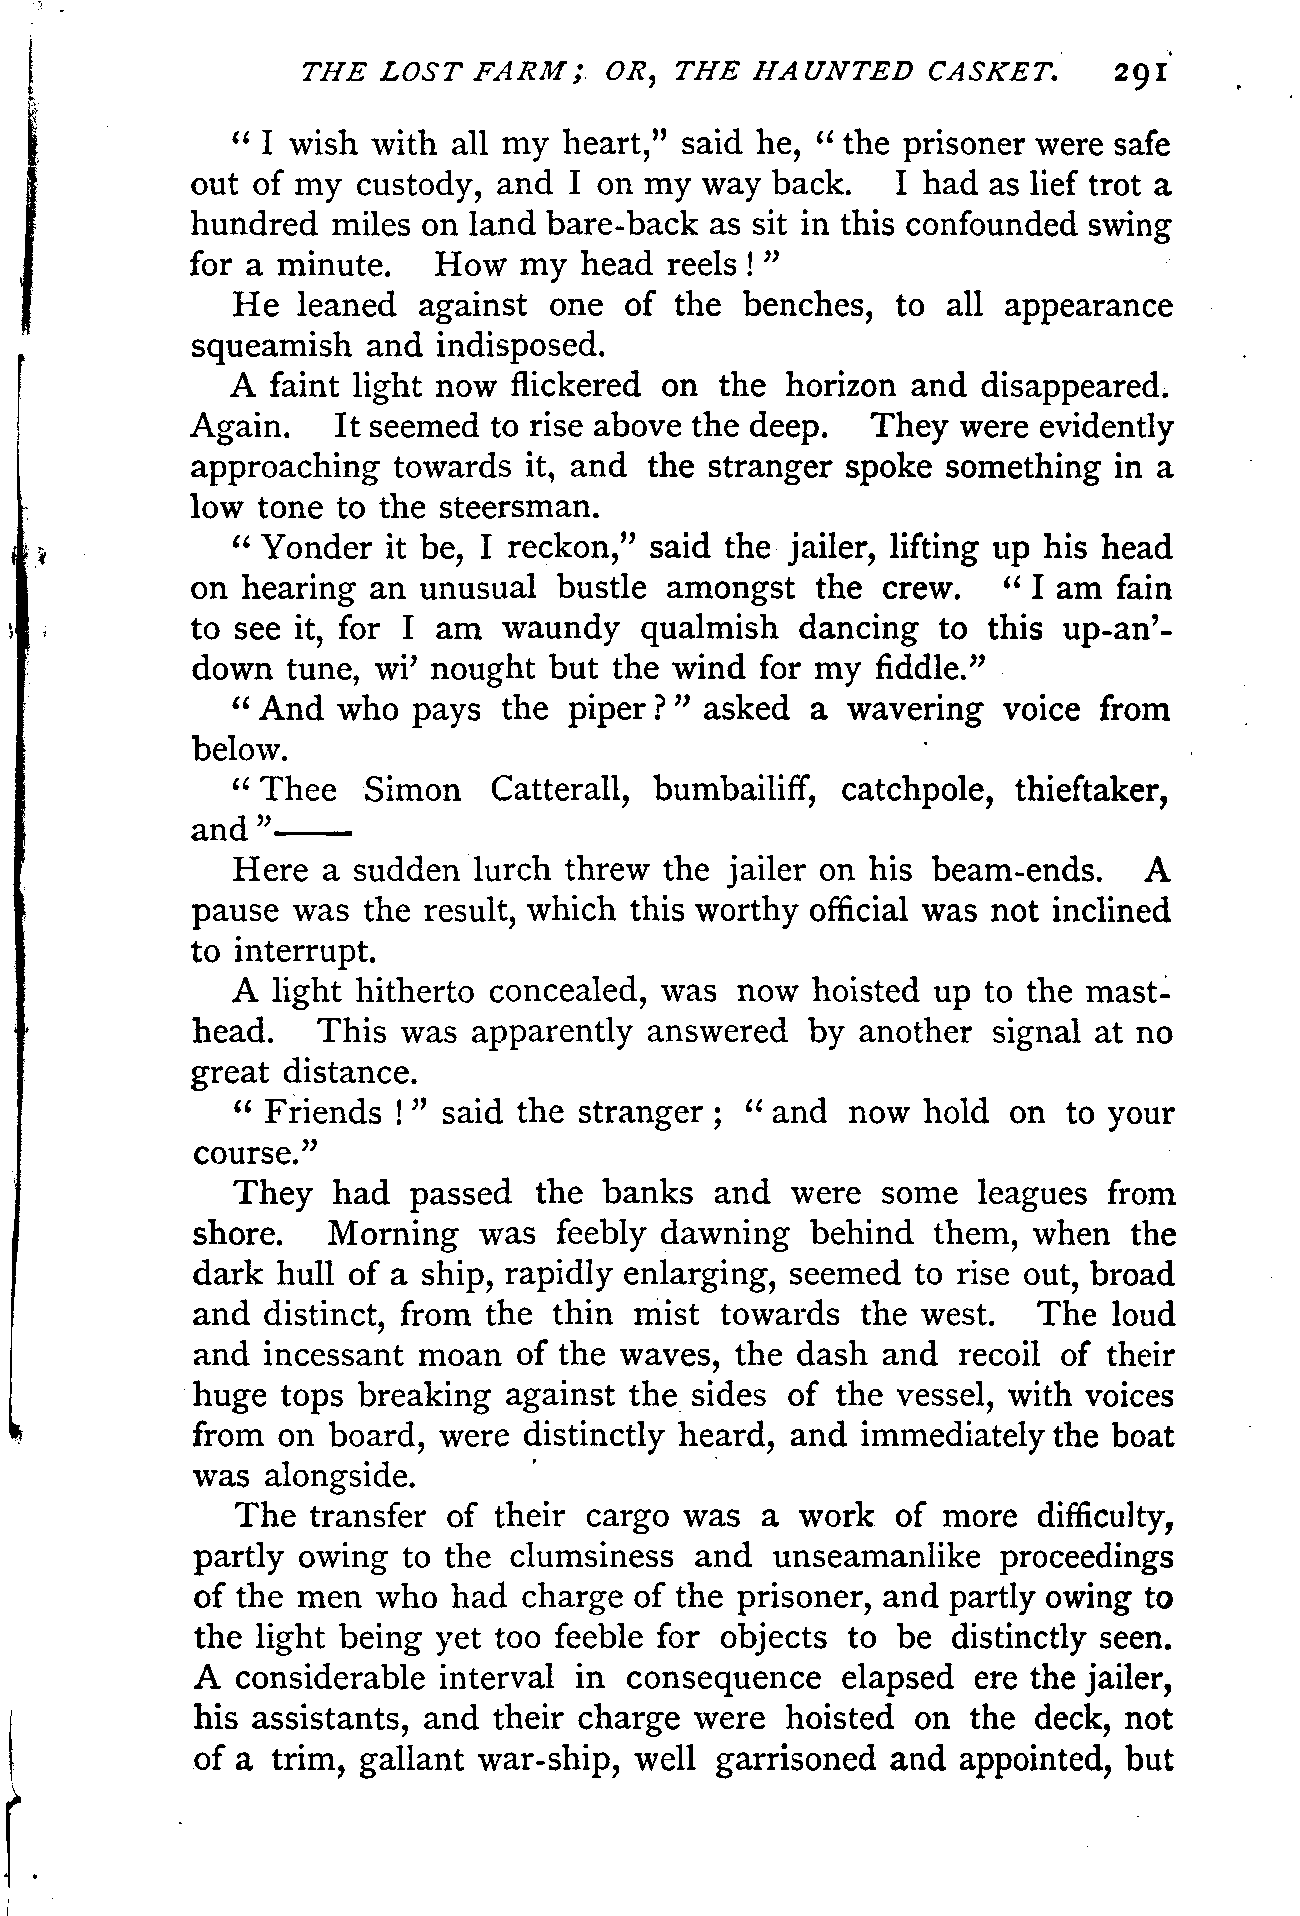 THE LOST FARM; OR, THE HAUNTED CASKET. 291
“ I wish with all my heart,” said he, “ the prisoner were safe
out of my custody, and I on my way back. I had as lief trot a
hundred miles on land bare-back as sit in this confounded swing
for a minute. How my head reels ! ”
He leaned against one of the benches, to all appearance
squeamish and indisposed.
A faint light now flickered on the horizon and disappeared.
Again. It seemed to rise above the deep. They were evidently
approaching towards it, and the stranger spoke something in a
low tone to the steersman.
“ Yonder it be, I reckon,” said the jailer, lifting up his head
on hearing an unusual bustle amongst the crew. “ I am fain
to see it, for I am waundy qualmish dancing to this up-an’-
down tune, wi’ nought but the wind for my fiddle.”
“ And who pays the piper ? ” asked a wavering voice from
below.
“ Thee Simon Catterall, bumbailiff, catchpole, thieftaker,
and ”——
Here a sudden lurch threw the jailer on his beam-ends. A
pause was the result, which this worthy official was not inclined
to interrupt.
A light hitherto concealed, was now hoisted up to the mast-
head. This was apparently answered by another signal at no
great distance.
“ Friends ! ” said the stranger ; “ and now hold on to your
course.”
They had passed the banks and were some leagues from
shore. Morning was feebly dawning behind them, when the
dark hull of a ship, rapidly enlarging, seemed to rise out, broad
and distinct, from the thin mist towards the west. The loud
and incessant moan of the waves, the dash and recoil of their
huge tops breaking against the sides of the vessel, with voices
from on board, were distinctly heard, and immediately the boat
was alongside.
The transfer of their cargo was a work of more difficulty,
partly owing to the clumsiness and unseamanlike proceedings
of the men who had charge of the prisoner, and partly owing to
the light being yet too feeble for objects to be distinctly seen.
A considerable interval in consequence elapsed ere the jailer,
his assistants, and their charge were hoisted on the deck, not
of a trim, gallant war-ship, well garrisoned and appointed, but